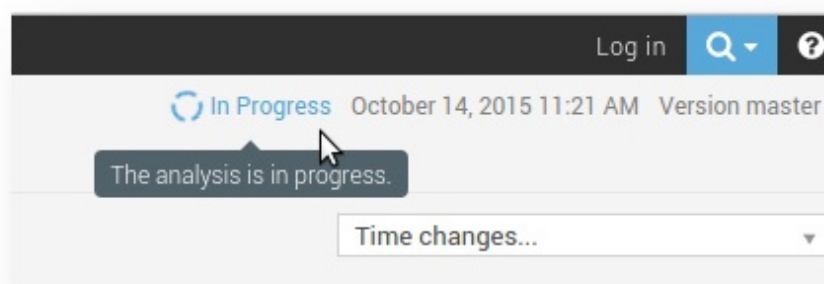 Log in
In Progress October 14, 2015 11:21 AM Version master
The analysis is in progress.
Time changes...